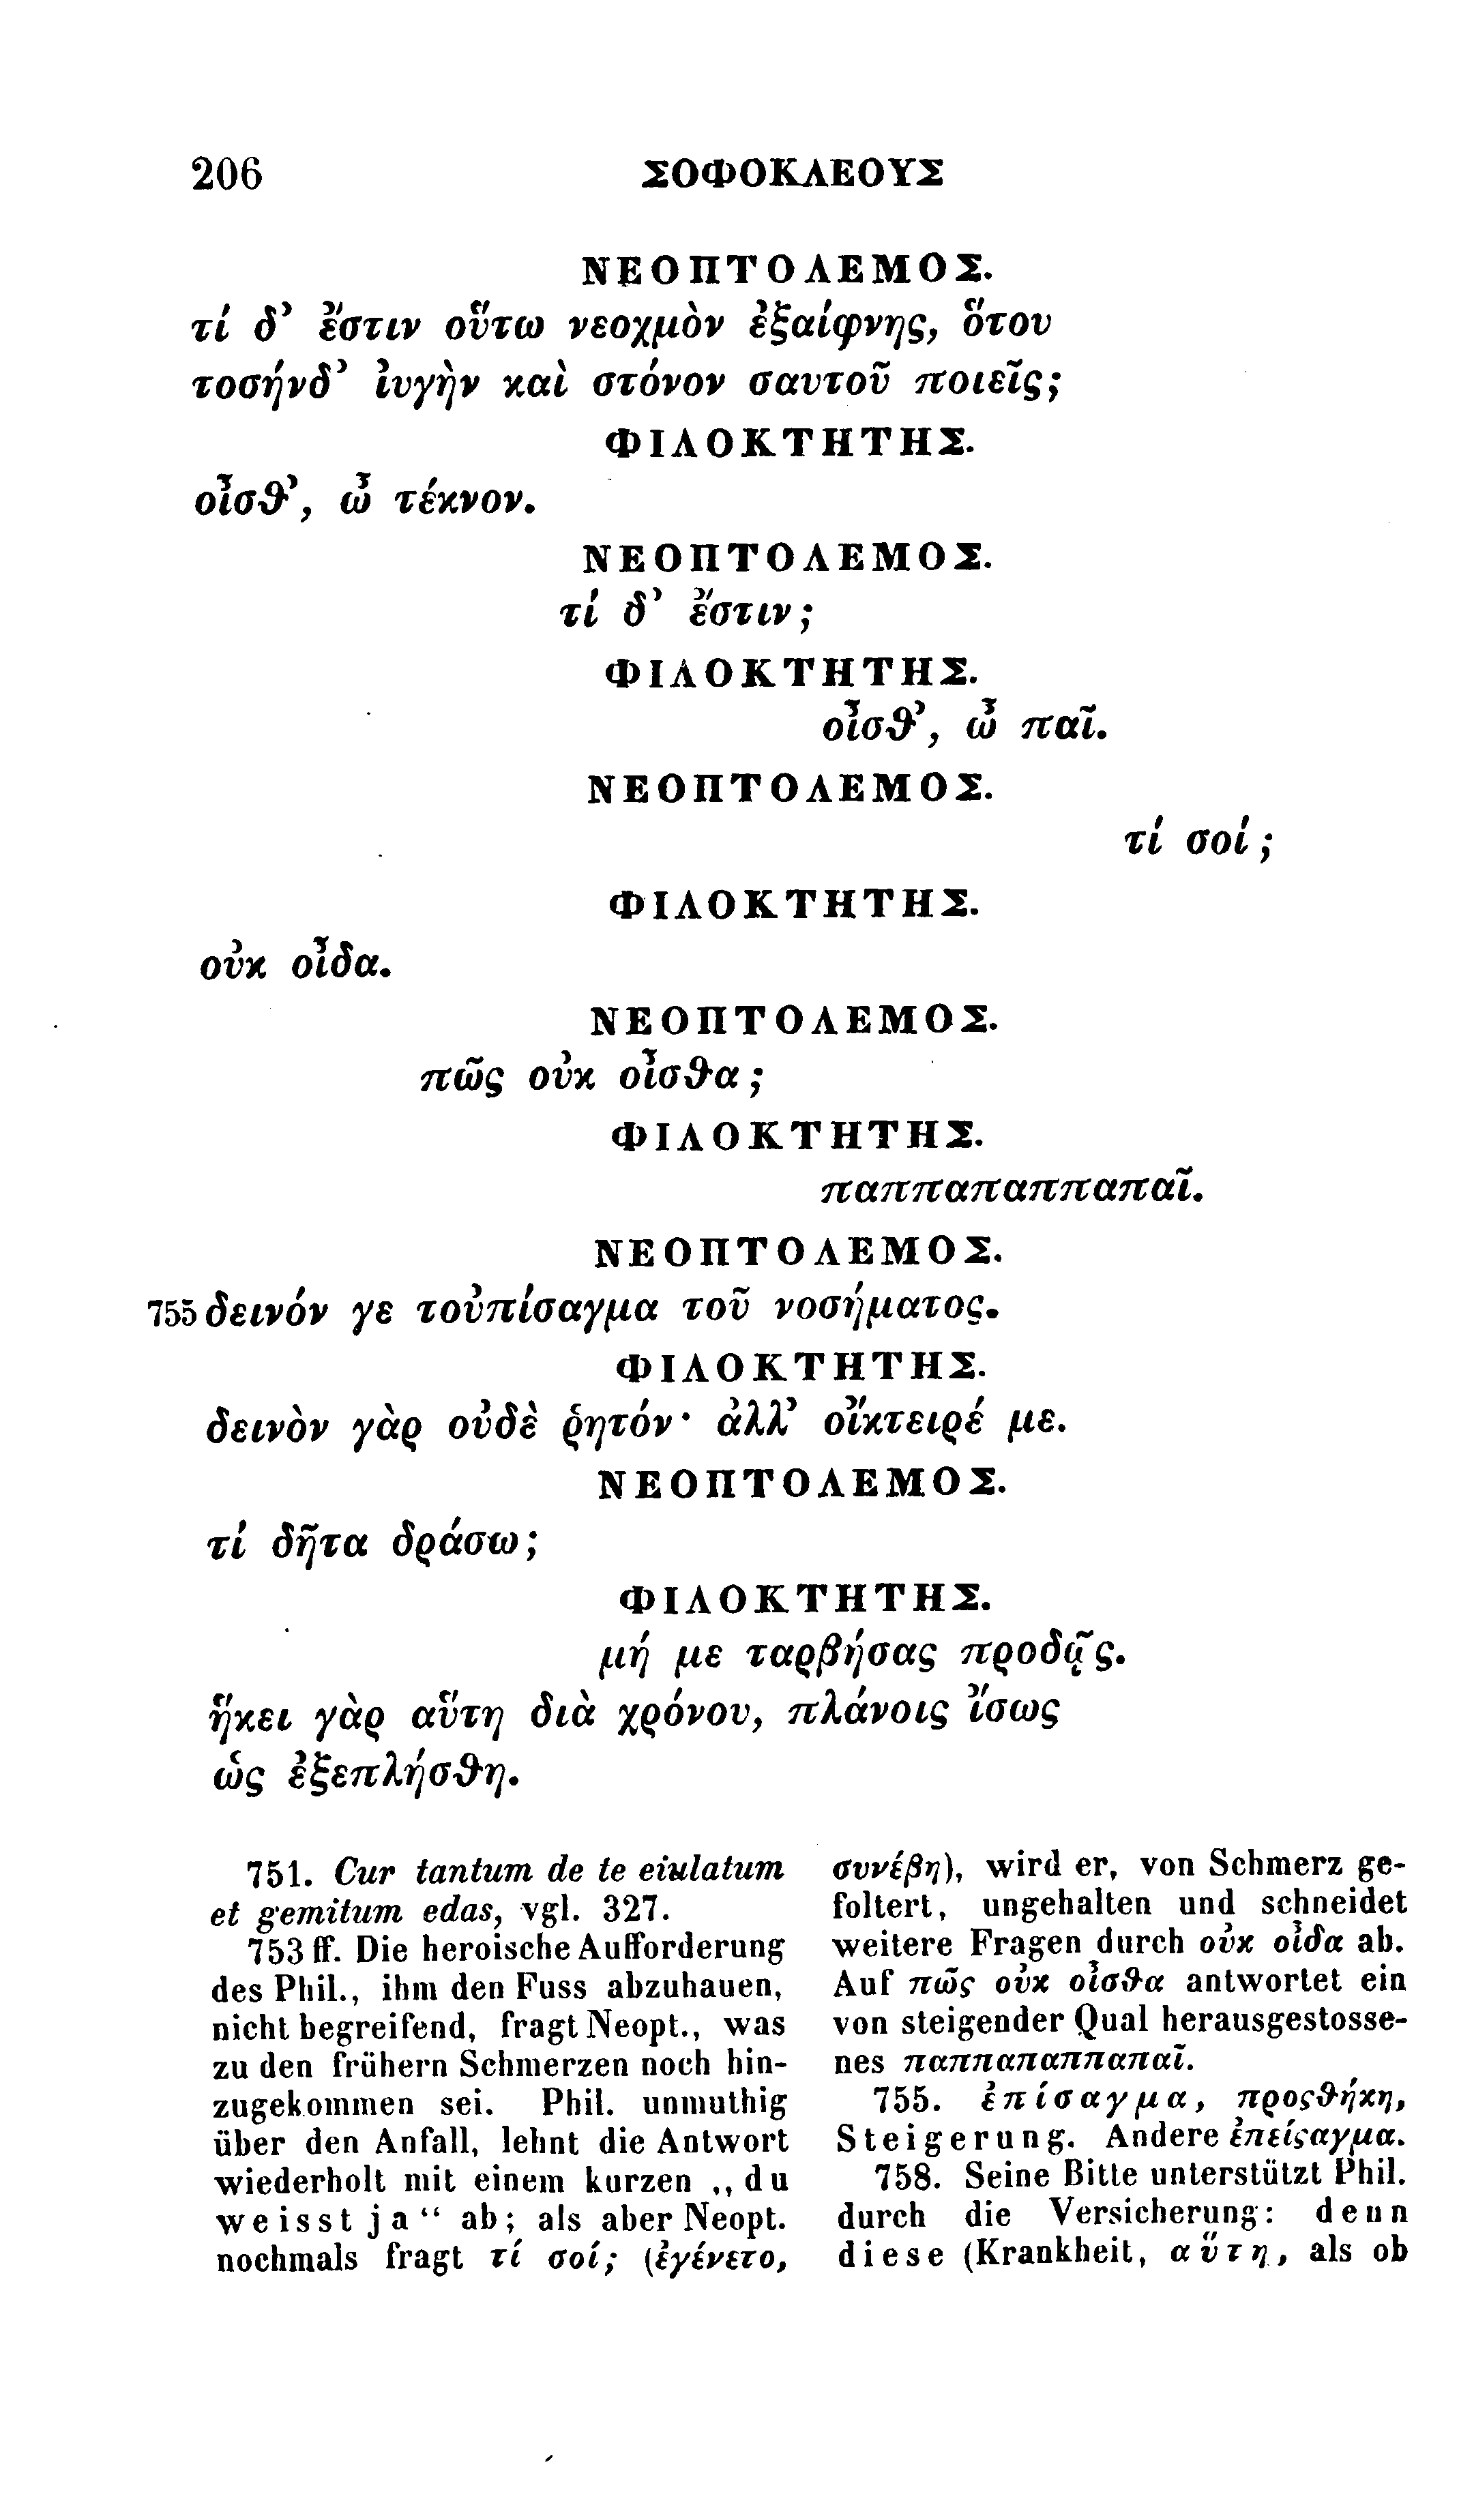 206 ΣΟΦΟΚΛΕΟΥΣ
ΝΕΟΠΤΟΛΕΜΟΣ.
τί δ’ ἔστιν οὕτω νεοχμὸν ἐξαίφνης, ὅτου
τοσήνδ’ ἰυγὴν καὶ στόνον σαυτοῦ ποιεῖς;
ΦΙΛΟΚΤΗΤΗΣ.
οἶσθ’, ὦ τέκνον.
ΝΕΟΠΤΟΛΕΜΟΣ.
τί δ’ ἔστιν;
ΦΙΛΟΚΤΗΤΗΣ.
οἶσθ’, ὦ παῖ.
ΝΕΟΠΤΟΛΕΜΟΣ.
τί σοί;
ΦΙΛΟΚΤΗΤΗΣ.
οὐκ οἶδα.
ΝΕΟΠΤΟΛΕΜΟΣ.
πῶς οὐκ οἶσθα;
ΦΙΛΟΚΤΗΤΗΣ.
παππαπαππαπαῖ.
ΝΕΟΠΤΟΛΕΜΟΣ.
755 δεινόν γε τοὐπίσαγμα τοῦ νοσήματος.
ΦΙΛΟΚΤΗΤΗΣ.
δεινὸν γὰρ οὐδὲ ῥητόν· ἀλλ’ οἴκτειρέ με.
ΝΕΟΠΤΟΛΕΜΟΣ.
τί δῆτα δράσω;
ΦΙΛΟΚΤΗΤΗΣ.
μή με ταρβήσας προδᾷς.
ἥκει γὰρ αὕτη διὰ χρόνου, πλάνοις ἴσως
ὡς ἐξεπλήσθη.
751. Cur tantum de te eiulatum
et gemitum edas, vgl. 327.
753 ff. Die heroische Aufforderung
des Phil., ihm den Fuss abzuhauen,
nicht begreifend, fragt Neopt., was
zu den frühern Schmerzen noch hin-
zugekommen sei. Phil. unmuthig
über den Anfall, lehnt die Antwort
wiederholt mit einem kurzen „du
weisst ja“ ab; als aber Neopt.
nochmals fragt τί σοί; (ἐγένετο,
συνέβη), wird er, von Schmerz ge-
foltert, ungehalten und schneidet
weitere Fragen durch οὐκ οἶδα ab.
Auf πῶς οὐκ οἶσθα antwortet ein
von steigender Qual herausgestosse-
nes παππαπαππαπαῖ.
755. ἐπίσαγμα, προςθήκη,
Steigerung. Andere ἐπείςαγμα.
758. Seine Bitte unterstützt Phil.
durch die Versicherung: denn
diese (Krankheit, αὕτη, als ob